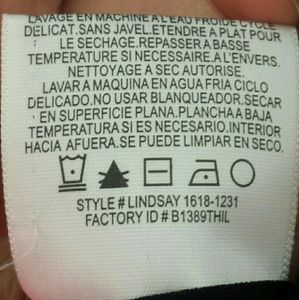 LAVAGE EN MACHINE A L'EAU FROIDE CYCLE
DELICAT.SANS JAVEL.ETENDRE A PLAT POUR
LE SECHAGE.REPASSER A BASSE
TEMPERATURE SI NECESSAIRE.A L'ENVERS.
NETTOYAGE A SEC AUTORISE.
LAVAR A MAQUINA EN AGUA FRIA CICLO
DELICADO.NO USAR BLANQUEADOR.SECAR
EN SUPERFICIE PLANA.PLANCHA A BAJA
TEMPERATURA SI ES NECESARIO.INTERIOR
HACIA AFUERA.SE PUEDE LIMPIAR EN SECO.
STYLE# LINDSAY 1618-1231
FACTORY ID # B1389THIL